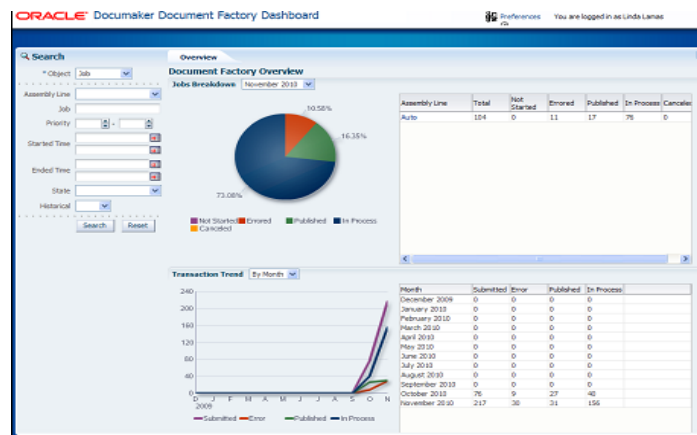 ORACLE Documaker Document Factory Dashboard
Preferences You are logged in as Linda Lamas
Search
* Object Job
Assembly Line
Job
Priority -
Started Time
Ended Time
State
Historical
Search Reset
Overview
Document Factory Overview
Jobs Breakdown November 2010
10.58%
16.35%
73.08%
Not Started Errored Published In Process
Canceled
Assembly Line Total Not Started Errored Published In Process Canceled
Auto 104 0 11 17 76 0
Transaction Trend By Month
240
200
160
120
80
40
0
D J F M A M J J A S O N
2009
Submitted Error Published In Process
Month Submitted Error Published In Process
December 2009 0 0 0 0
January 2010 0 0 0 0
February 2010 0 0 0 0
March 2010 0 0 0 0
April 2010 0 0 0 0
May 2010 0 0 0 0
June 2010 0 0 0 0
July 2010 0 0 0 0
August 2010 0 0 0 0
September 2010 0 0 0 0
October 2010 76 9 27 40
November 2010 217 30 31 156